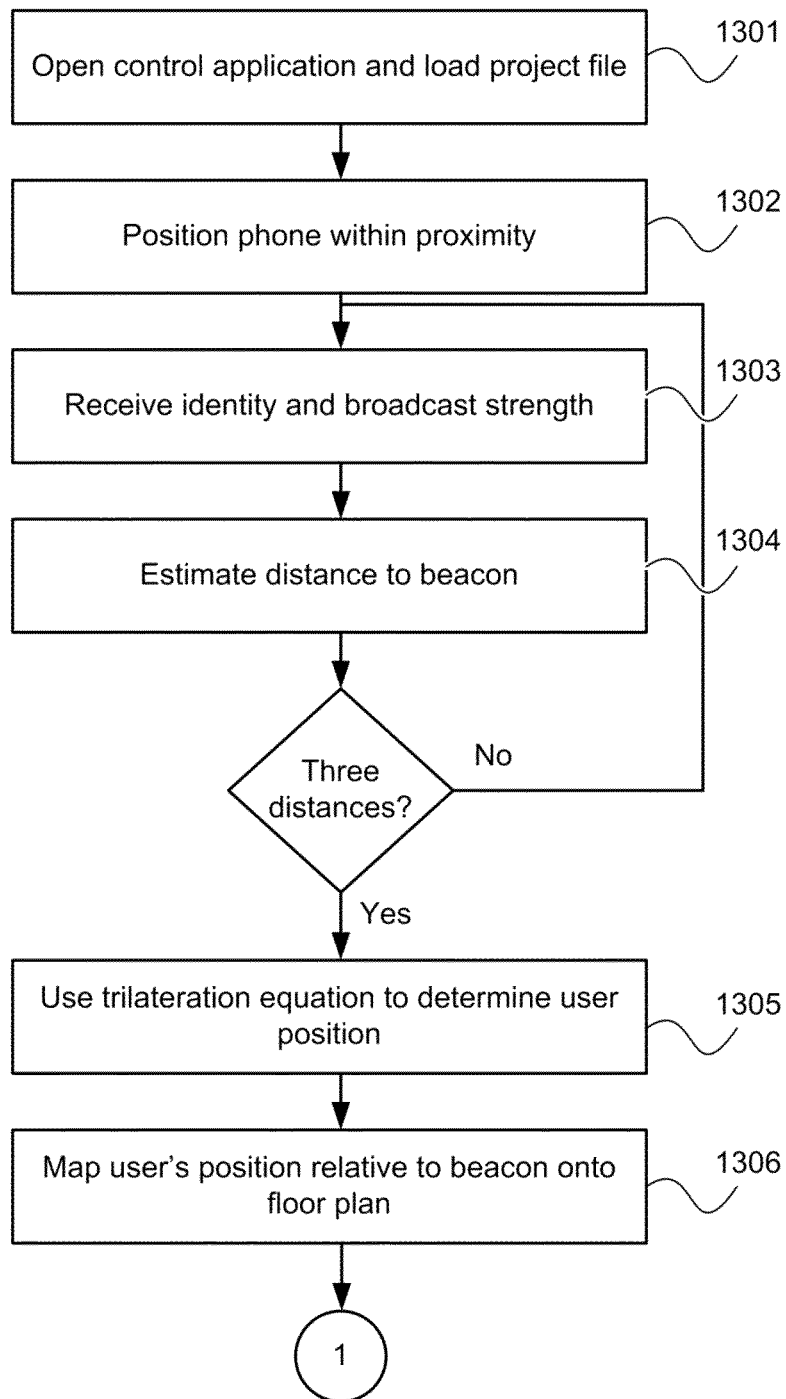 1301
Open control application and load project file
1302
Position phone within proximity
1303
Receive identity and broadcast strength
1304
Estimate distance to beacon
No
Three
distances?
Yes
1305
Use trilateration equation to determine user
position
1306
Map user's position relative to beacon onto
floor plan
1